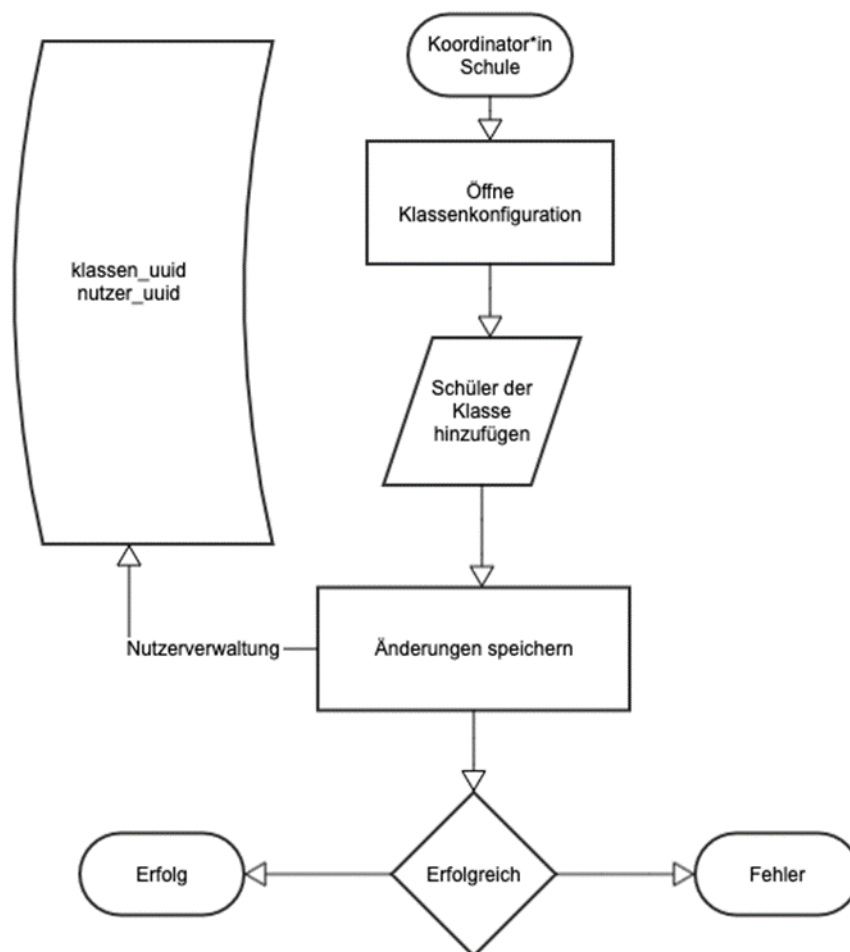 Koordinator*in
Schule
Öffne
Klassenkonfiguration
klassen_uuid
nutzer_uuid
Schüler der
Klasse
hinzufügen
Nutzerverwaltung
Änderungen speichern
Erfolg
Erfolgreich
Fehler